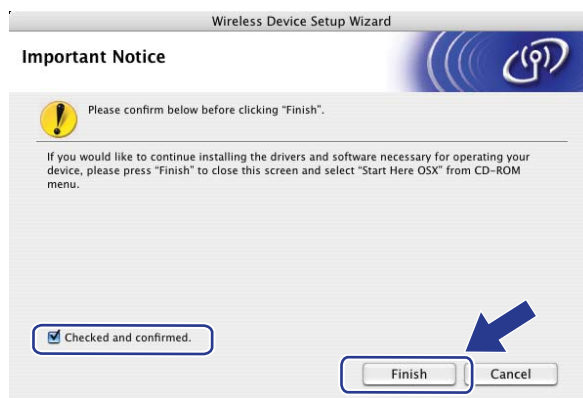 Wireless Device Setup Wizard
Important Notice
Please confirm below before clicking “Finish”.
If you would like to continue installing the drivers and software necessary for operating your
device, please press “Finish” to close this screen and select “Start Here OSX” from CD-ROM
menu.
Checked and confirmed.
Finish
Cancel